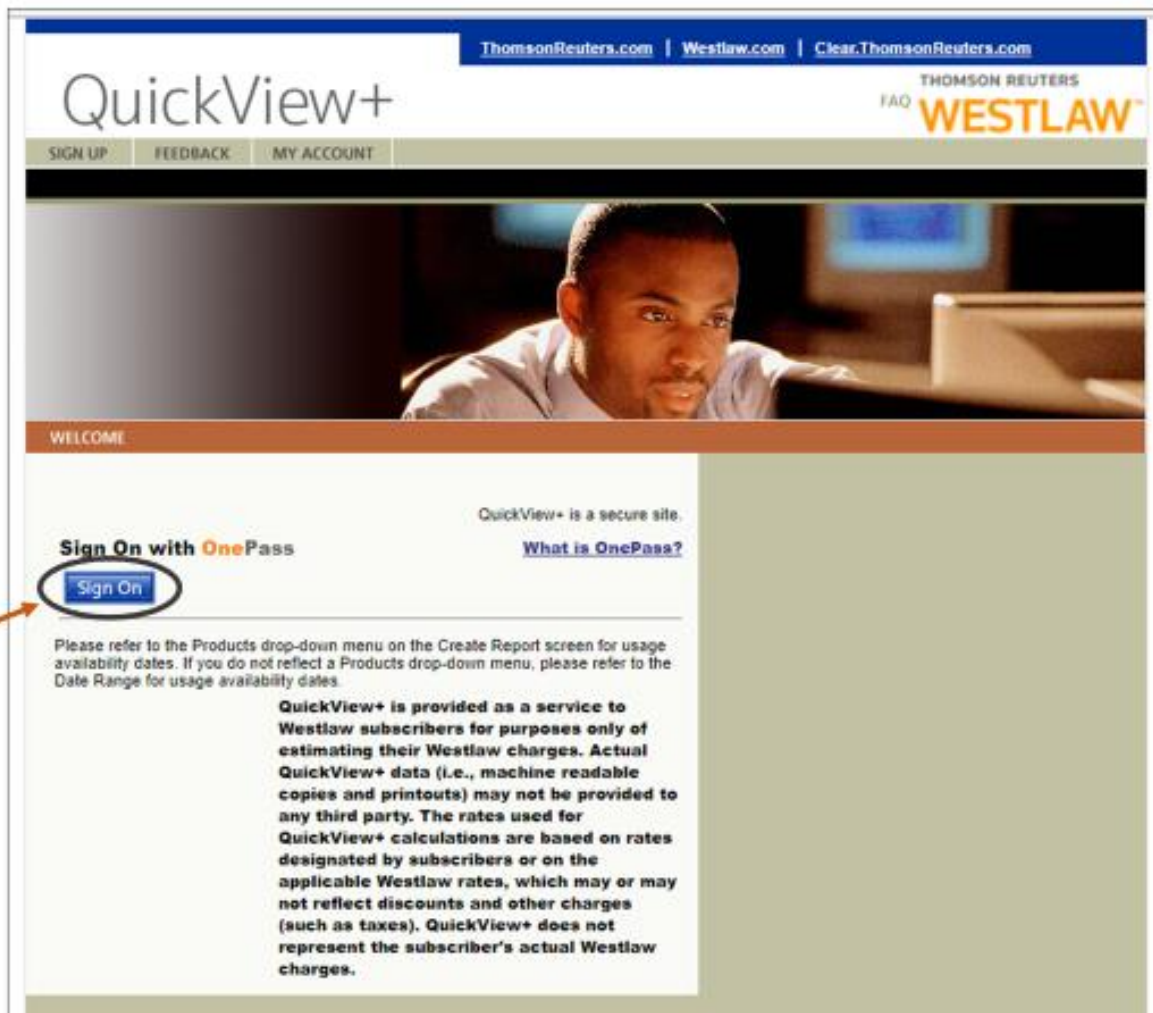 ThomsonReuters.com | Westlaw.com | Clear.ThomsonReuters.com
QuickView+
FAQ
THOMSON REUTERS
WESTLAW™
SIGN UP
FEEDBACK
MY ACCOUNT
WELCOME
QuickView+ is a secure site.
Sign On with OnePass
What is OnePass?
Sign On
Please refer to the Products drop-down menu on the Create Report screen for usage
availability dates. If you do not reflect a Products drop-down menu, please refer to the
Date Range for usage availability dates.
QuickView+ is provided as a service to
Westlaw subscribers for purposes only of
estimating their Westlaw charges. Actual
QuickView+ data (i.e., machine readable
copies and printouts) may not be provided to
any third party. The rates used for
QuickView+ calculations are based on rates
designated by subscribers or on the
applicable Westlaw rates, which may or may
not reflect discounts and other charges
(such as taxes). QuickView+ does not
represent the subscriber's actual Westlaw
charges.